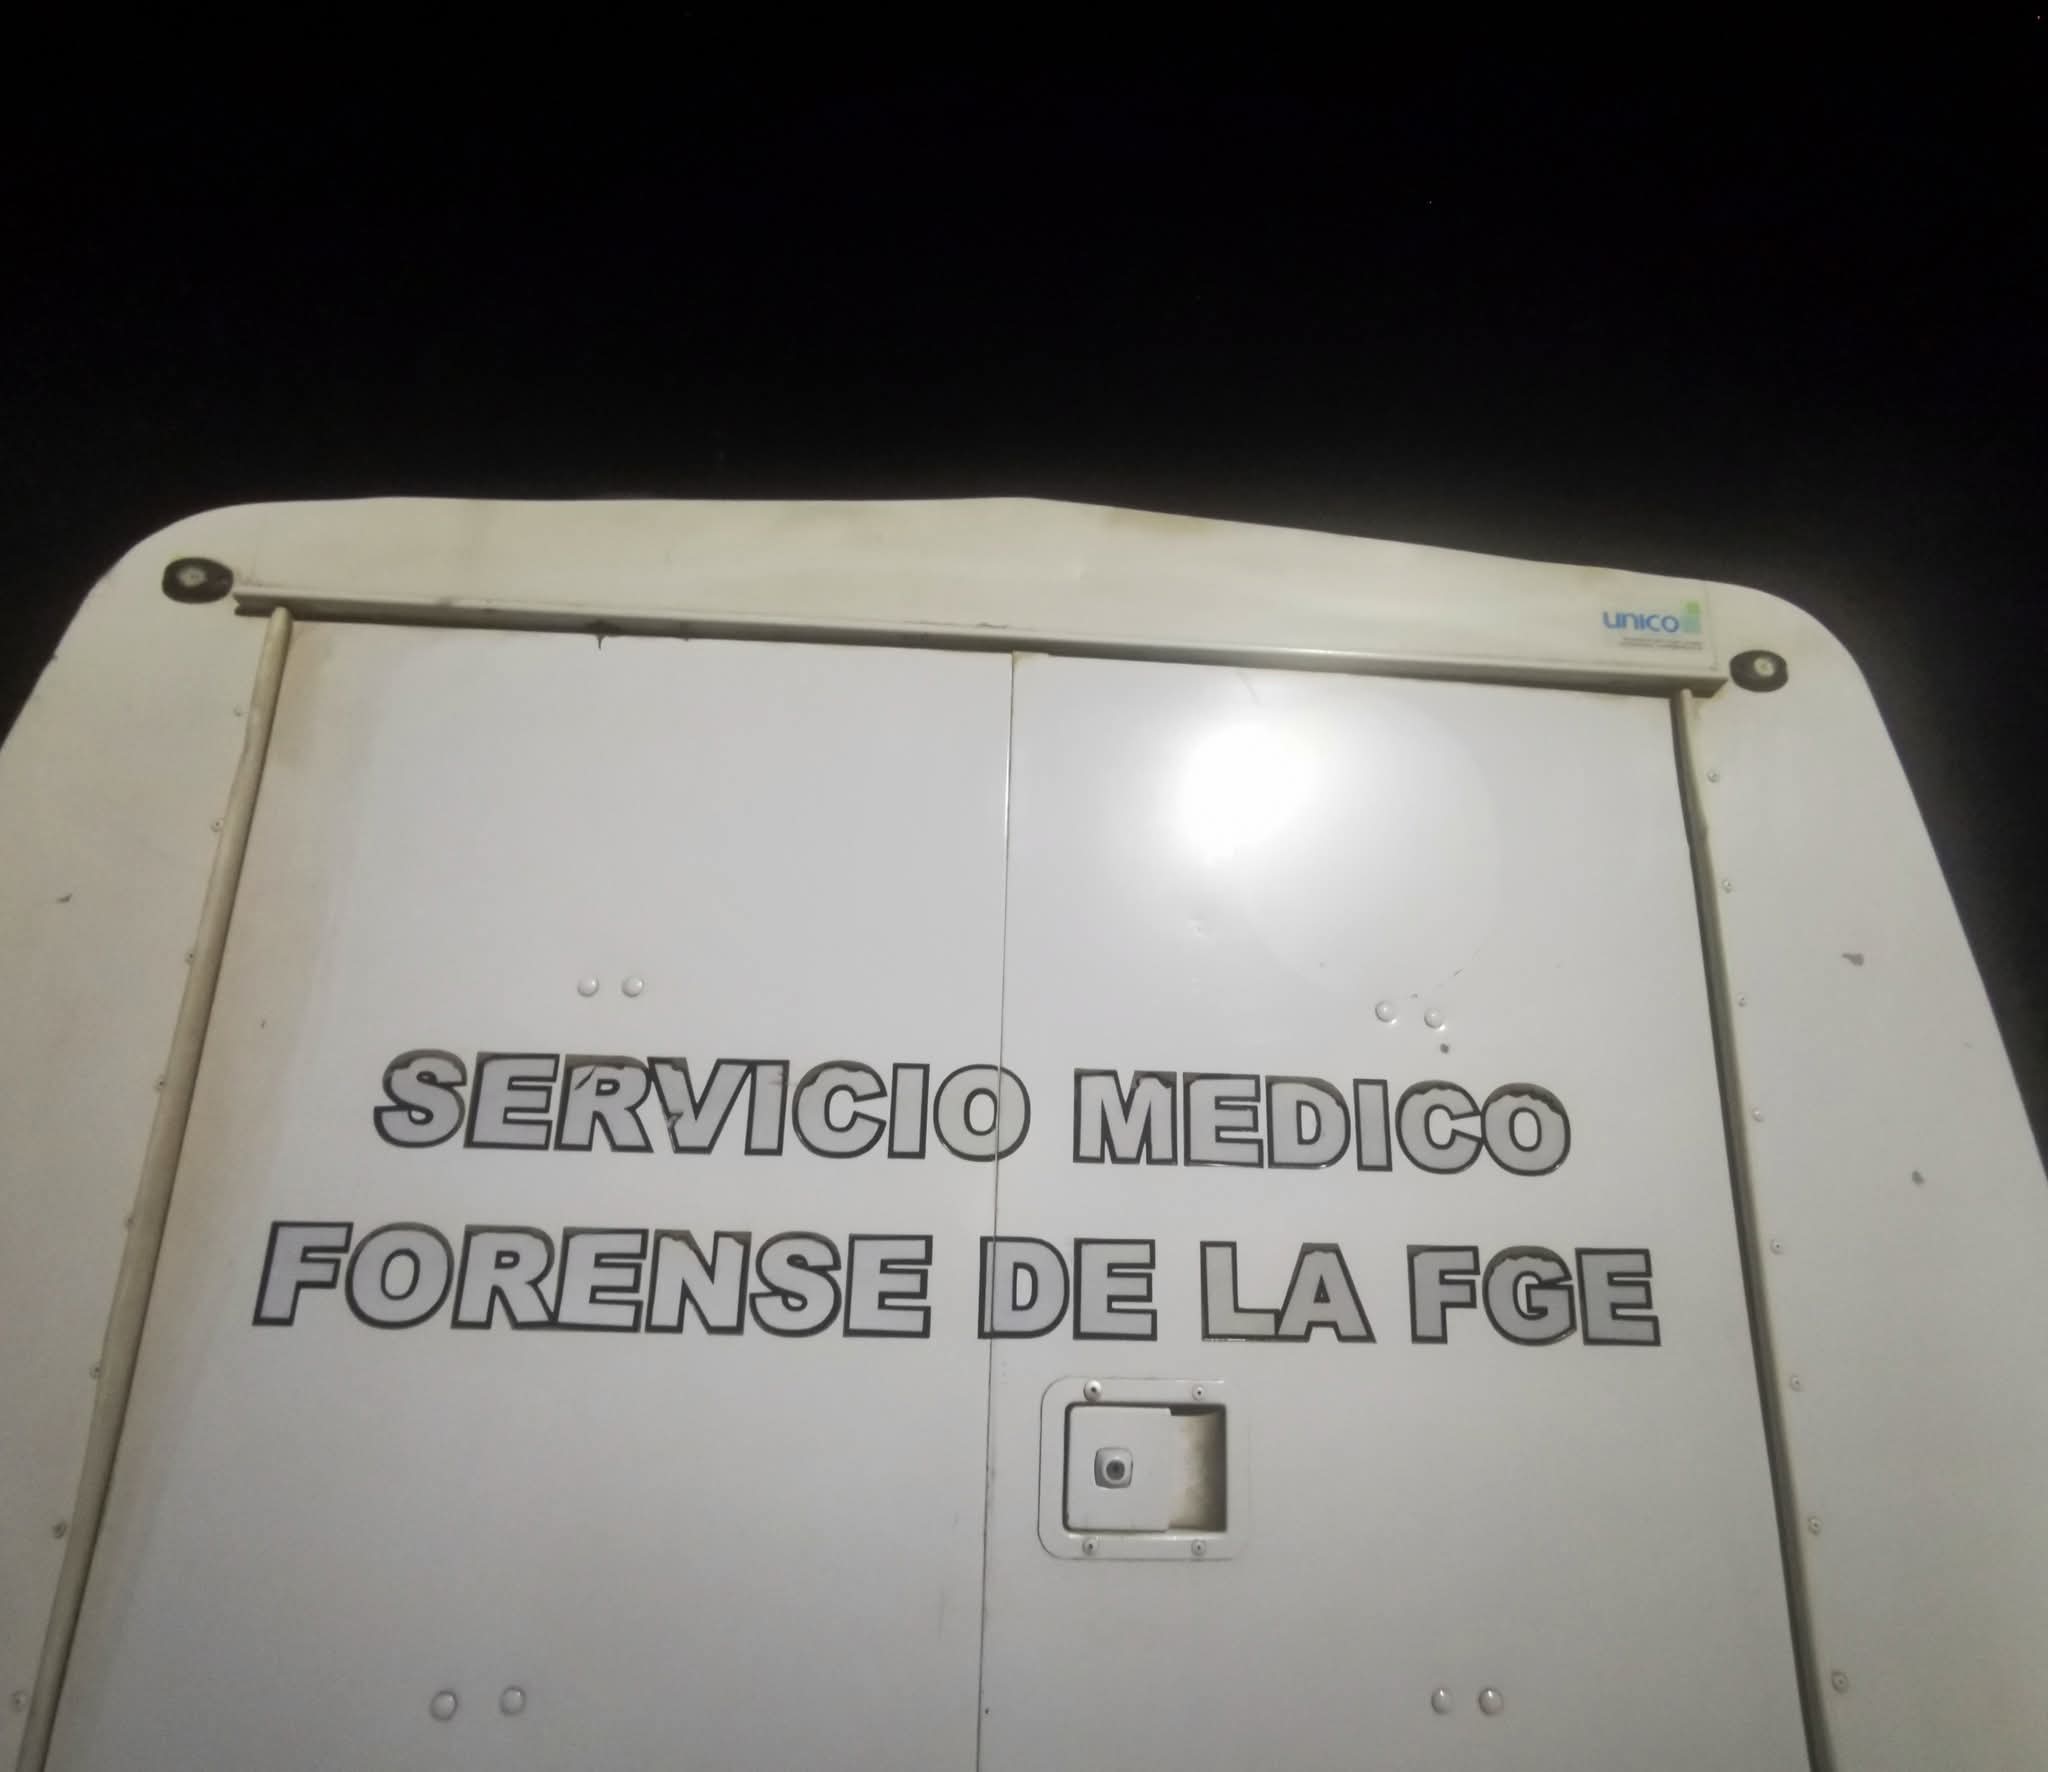 unico
SERVICIO MEDICO
FORENSE DE LA FGE